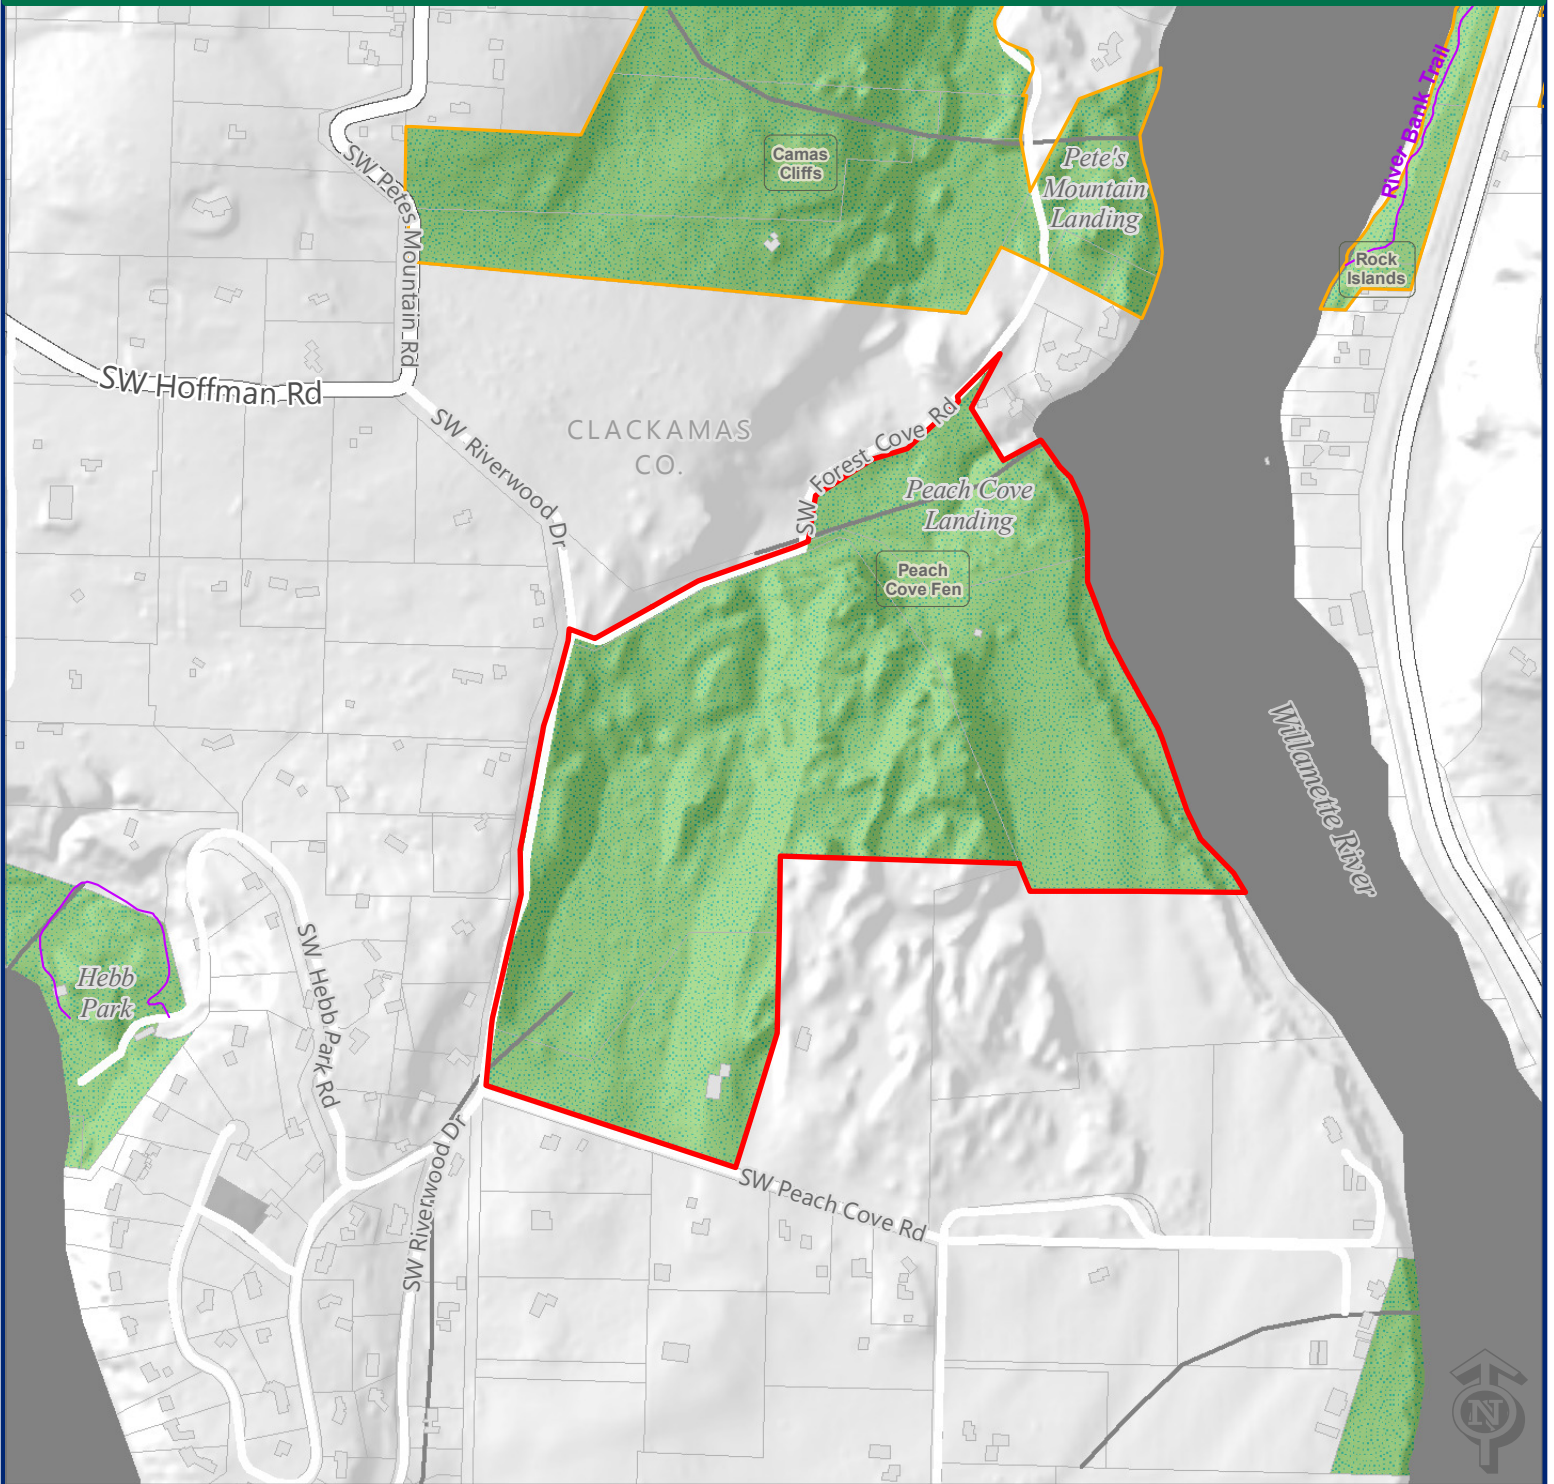 River Bank Trail
Camas
Cliffs
Pete's
Mountain
Landing
SW Petes Mountain Rd
Rock
Islands
SW Hoffman Rd
SW Riverwood Dr
CLACKAMAS
CO.
SW Forest Cove Rd
Peach Cove
Landing
Peach
Cove Fen
Willamette River
Hebb
Park
SW Hebb Park Rd
SW Riverwood Dr
SW Peach Cove Rd
N